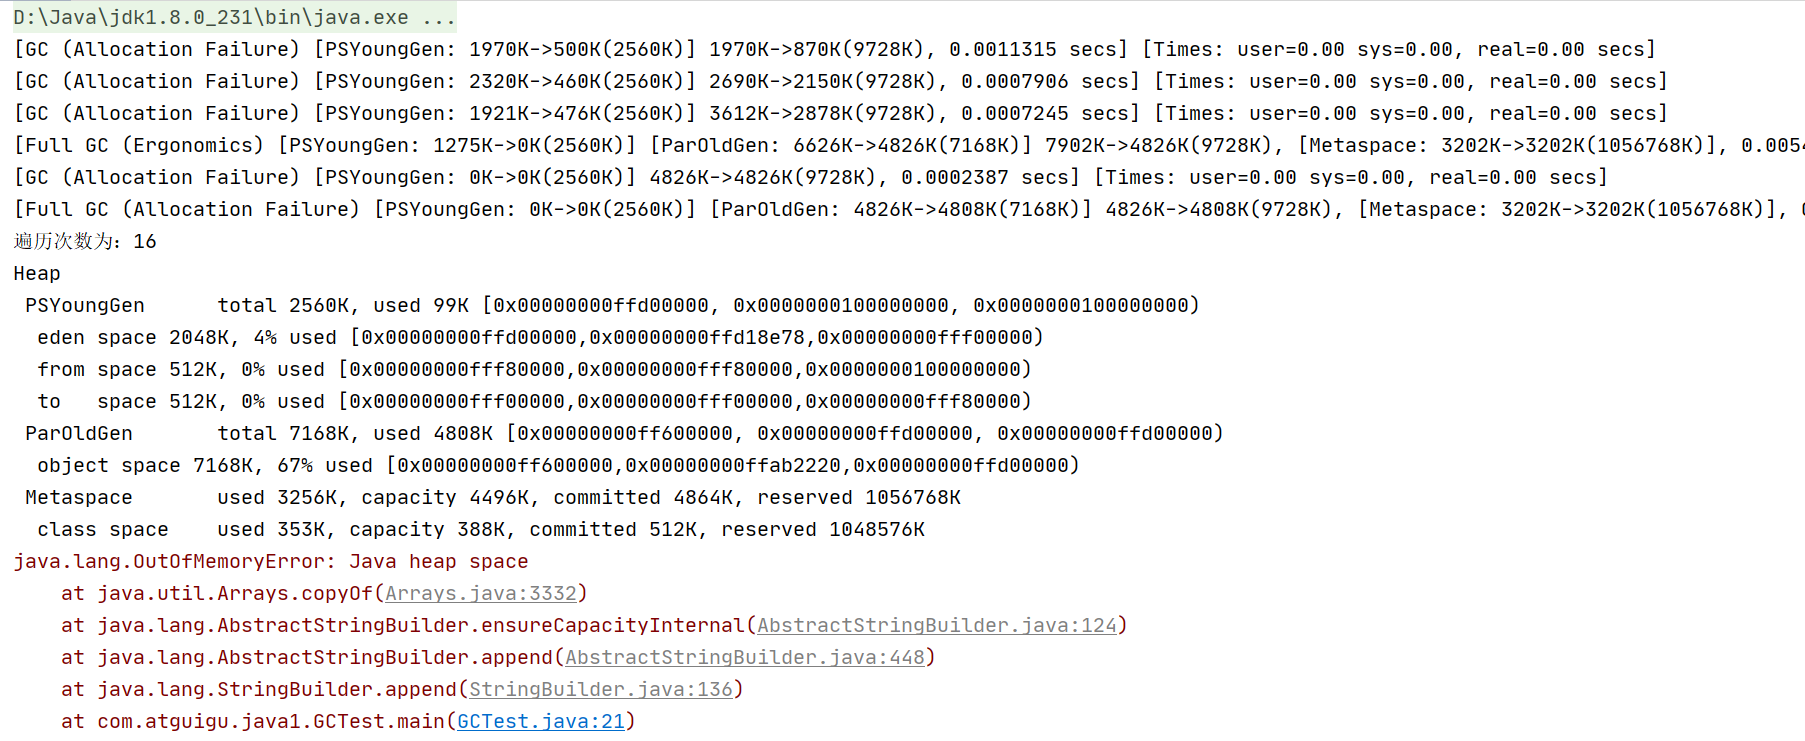 D:\Java\jdk1.8.0_231\bin\java.exe ...
[GC (Allocation Failure) [PSYoungGen: 1970K->500K(2560K)] 1970K->870K(9728K), 0.0011315 secs] [Times: user=0.00 sys=0.00, real=0.00 secs]
[GC (Allocation Failure) [PSYoungGen: 2320K->460K(2560K)] 2690K->2150K(9728K), 0.0007906 secs] [Times: user=0.00 sys=0.00, real=0.00 secs]
[GC (Allocation Failure) [PSYoungGen: 1921K->476K(2560K)] 3612K->2878K(9728K), 0.0007245 secs] [Times: user=0.00 sys=0.00, real=0.00 secs]
[Full GC (Ergonomics) [PSYoungGen: 1275K->0K(2560K)] [ParOldGen: 6626K->4826K(7168K)] 7902K->4826K(9728K), [Metaspace: 3202K->3202K(1056768K)], 0.005
[GC (Allocation Failure) [PSYoungGen: 0K->0K(2560K)] 4826K->4826K(9728K), 0.0002387 secs] [Times: user=0.00 sys=0.00, real=0.00 secs]
[Full GC (Allocation Failure) [PSYoungGen: 0K->0K(2560K)] [ParOldGen: 4826K->4808K(7168K)] 4826K->4808K(9728K), [Metaspace: 3202K->3202K(1056768K)],
遍历次数为：16
Heap
 PSYoungGen      total 2560K, used 99K [0x00000000ffd00000, 0x0000000100000000, 0x0000000100000000)
  eden space 2048K, 4% used [0x00000000ffd00000,0x00000000ffd18e78,0x00000000fff00000)
  from space 512K, 0% used [0x00000000fff80000,0x00000000fff80000,0x0000000100000000)
  to   space 512K, 0% used [0x00000000fff00000,0x00000000fff00000,0x00000000fff80000)
 ParOldGen       total 7168K, used 4808K [0x00000000ff600000, 0x00000000ffd00000, 0x00000000ffd00000)
  object space 7168K, 67% used [0x00000000ff600000,0x00000000ffab2220,0x00000000ffd00000)
 Metaspace       used 3256K, capacity 4496K, committed 4864K, reserved 1056768K
  class space    used 353K, capacity 388K, committed 512K, reserved 1048576K
java.lang.OutOfMemoryError: Java heap space
    at java.util.Arrays.copyOf(Arrays.java:3332)
    at java.lang.AbstractStringBuilder.ensureCapacityInternal(AbstractStringBuilder.java:124)
    at java.lang.AbstractStringBuilder.append(AbstractStringBuilder.java:448)
    at java.lang.StringBuilder.append(StringBuilder.java:136)
    at com.atguigu.java1.GCTest.main(GCTest.java:21)